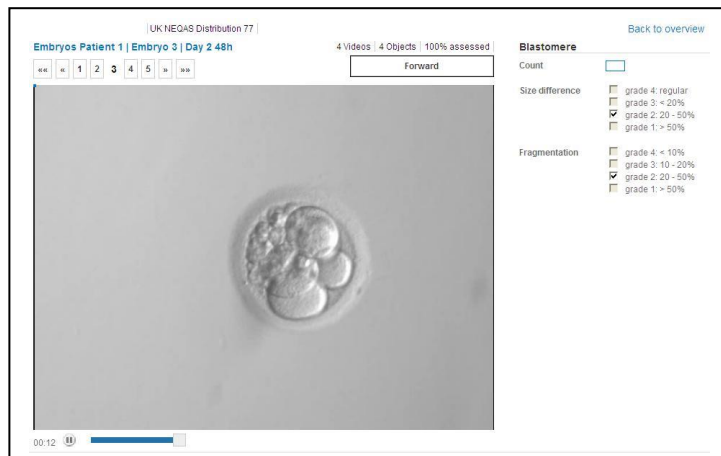 UK NEQAS Distribution 77
Back to overview
Embryos Patient 1 | Embryo 3 | Day 2 48h
4 Videos | 4 Objects | 100% assessed
«« « 1 2 3 4 5 » »»
Forward
Blastomere
Count
Size difference
grade 4: regular
grade 3: < 20%
grade 2: 20 - 50%
grade 1: > 50%
Fragmentation
grade 4: < 10%
grade 3: 10 - 20%
grade 2: 20 - 50%
grade 1: > 50%
00:12